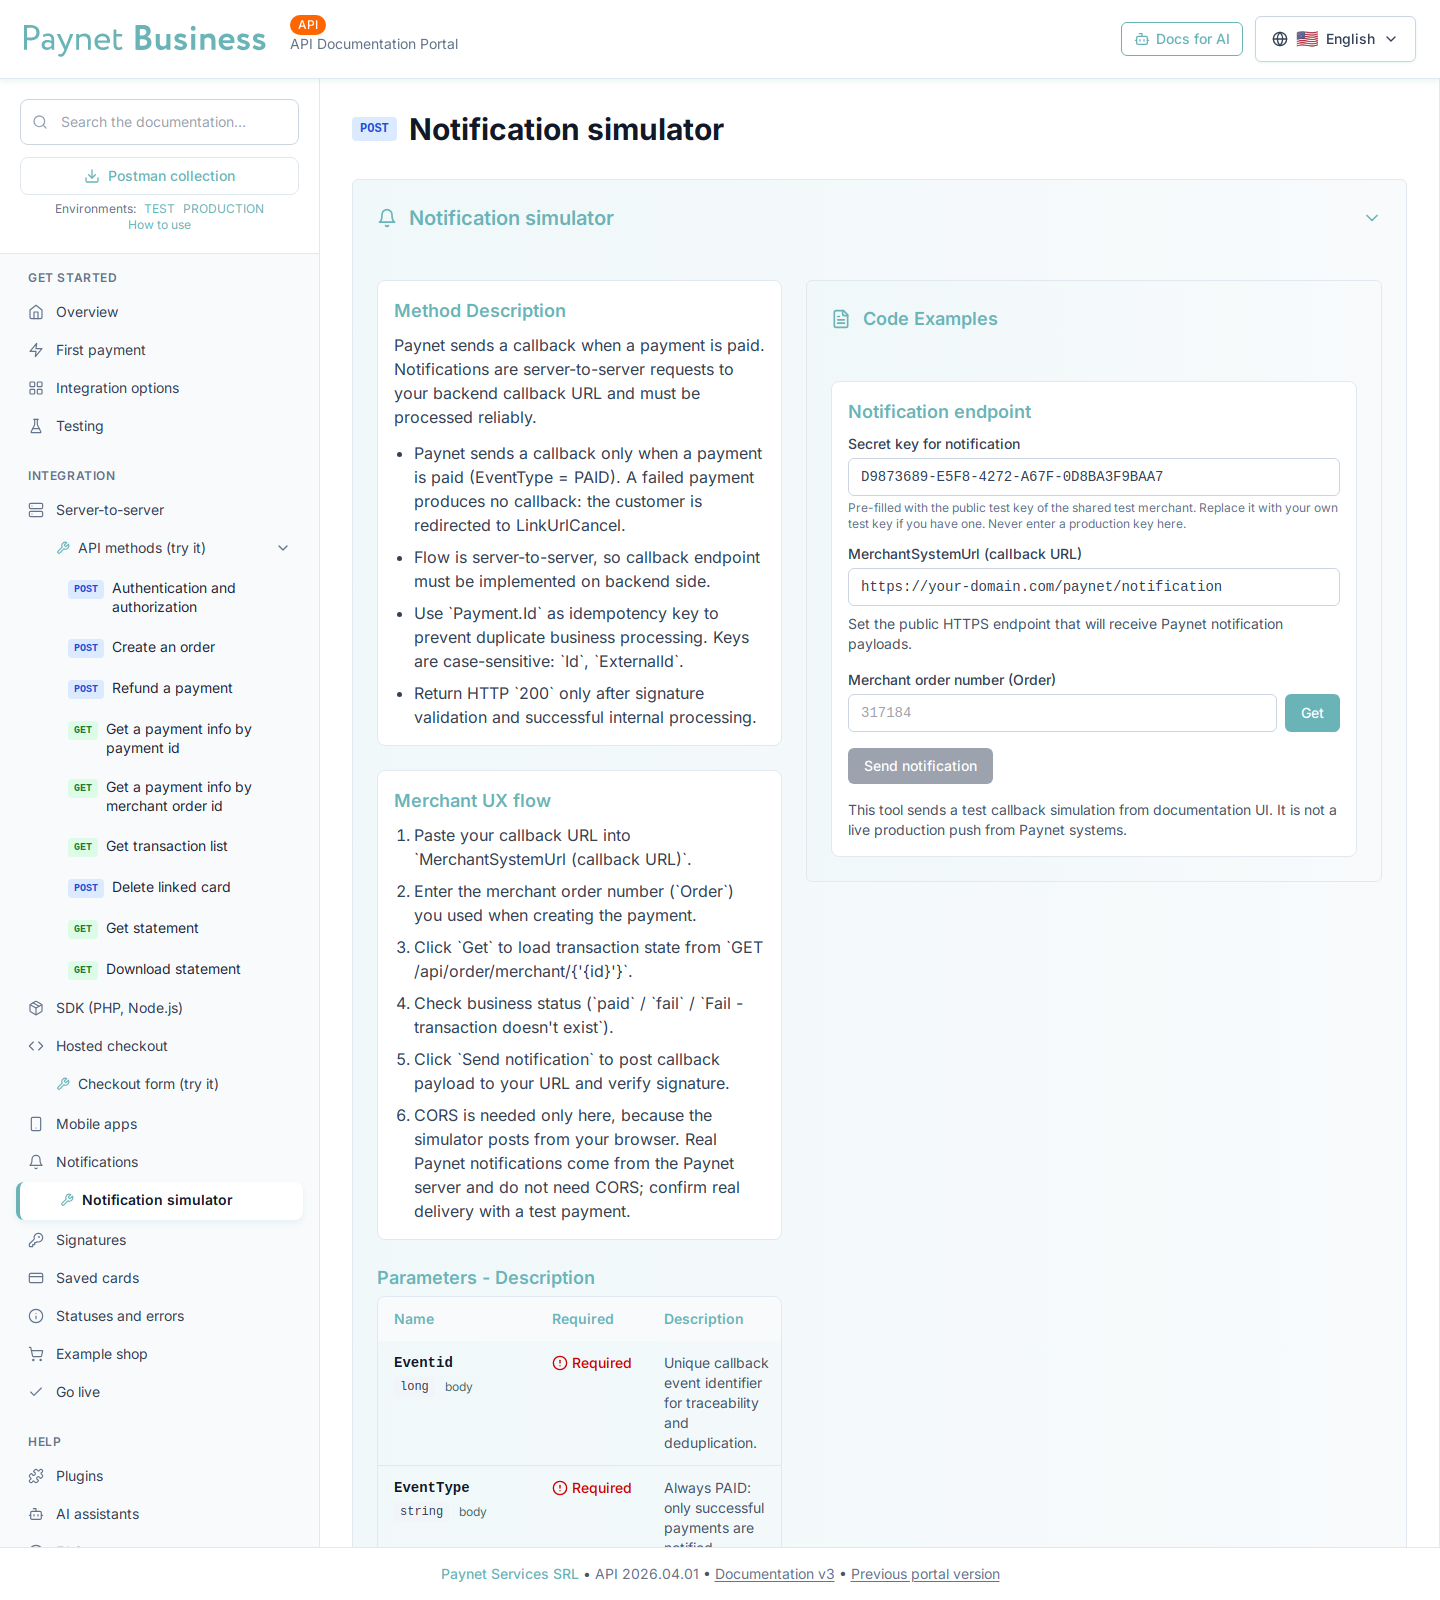 Paynet Business
API
API Documentation Portal
Docs for AI
English
Search the documentation...
Postman collection
Environments: TEST PRODUCTION
How to use
GET STARTED
Overview
First payment
Integration options
Testing
INTEGRATION
Server-to-server
API methods (try it)
POST Authentication and
authorization
POST Create an order
POST Refund a payment
GET Get a payment info by
payment id
GET Get a payment info by
merchant order id
GET Get transaction list
POST Delete linked card
GET Get statement
GET Download statement
SDK (PHP, Node.js)
Hosted checkout
Checkout form (try it)
Mobile apps
Notifications
Notification simulator
Signatures
Saved cards
Statuses and errors
Example shop
Go live
HELP
Plugins
AI assistants
POST Notification simulator
Notification simulator
Method Description
Paynet sends a callback when a payment is paid.
Notifications are server-to-server requests to
your backend callback URL and must be
processed reliably.
• Paynet sends a callback only when a payment
is paid (EventType = PAID). A failed payment
produces no callback: the customer is
redirected to LinkUrlCancel.
• Flow is server-to-server, so callback endpoint
must be implemented on backend side.
• Use `Payment.Id` as idempotency key to
prevent duplicate business processing. Keys
are case-sensitive: `Id`, `ExternalId`.
• Return HTTP `200` only after signature
validation and successful internal processing.
Merchant UX flow
1. Paste your callback URL into
`MerchantSystemUrl (callback URL)`.
2. Enter the merchant order number (`Order`)
you used when creating the payment.
3. Click `Get` to load transaction state from `GET
/api/order/merchant/{'{id}'}`.
4. Check business status (`paid` / `fail` / `Fail -
transaction doesn't exist`).
5. Click `Send notification` to post callback
payload to your URL and verify signature.
6. CORS is needed only here, because the
simulator posts from your browser. Real
Paynet notifications come from the Paynet
server and do not need CORS; confirm real
delivery with a test payment.
Parameters - Description
Name Required Description
Eventid Required Unique callback
long body event identifier
for traceability
and
deduplication.
EventType Required Always PAID:
string body only successful
payments are
notified
Code Examples
Notification endpoint
Secret key for notification
D9873689-E5F8-4272-A67F-0D8BA3F9BAA7
Pre-filled with the public test key of the shared test merchant. Replace it with your own
test key if you have one. Never enter a production key here.
MerchantSystemUrl (callback URL)
https://your-domain.com/paynet/notification
Set the public HTTPS endpoint that will receive Paynet notification
payloads.
Merchant order number (Order)
317184 Get
Send notification
This tool sends a test callback simulation from documentation UI. It is not a
live production push from Paynet systems.
Paynet Services SRL • API 2026.04.01 • Documentation v3 • Previous portal version